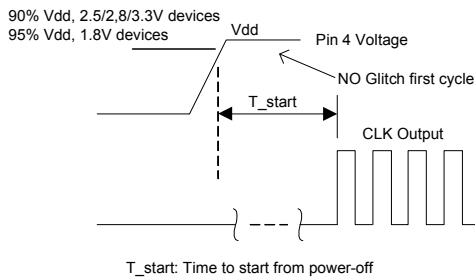 90% Vdd, 2.5/2,8/3.3V devices
95% Vdd, 1.8V devices
Vdd
Pin 4 Voltage
NO Glitch first cycle
T_start
CLK Output
T_start: Time to start from power-off